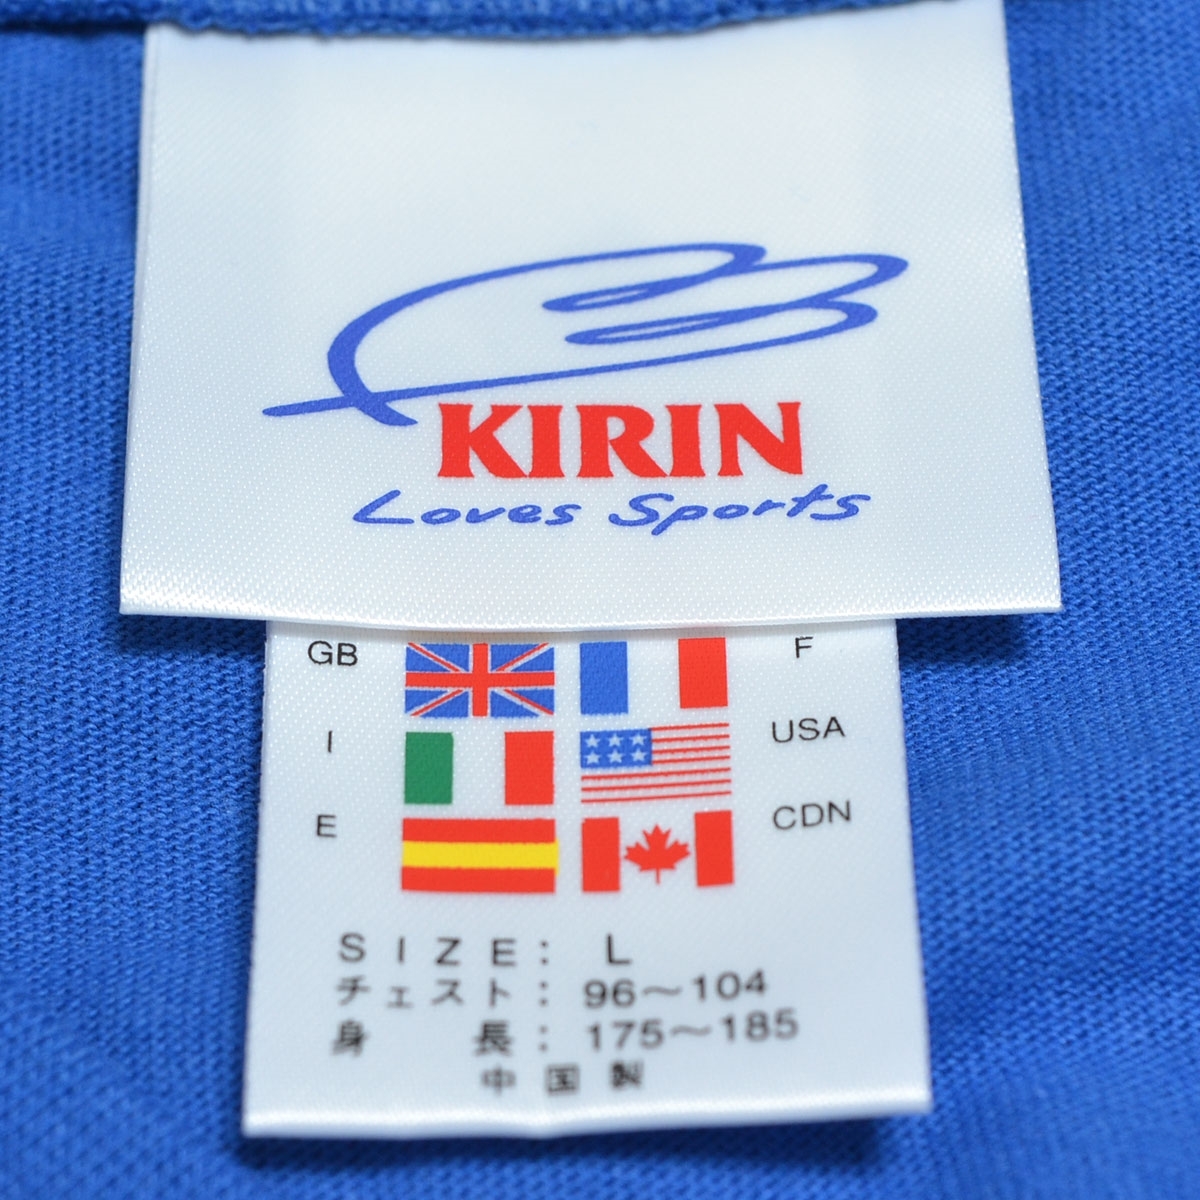 KIRIN
Loves Sports
GB F
I USA
E CDN
SIZE: L
チェスト: 96～104
身長: 175～185
中国製